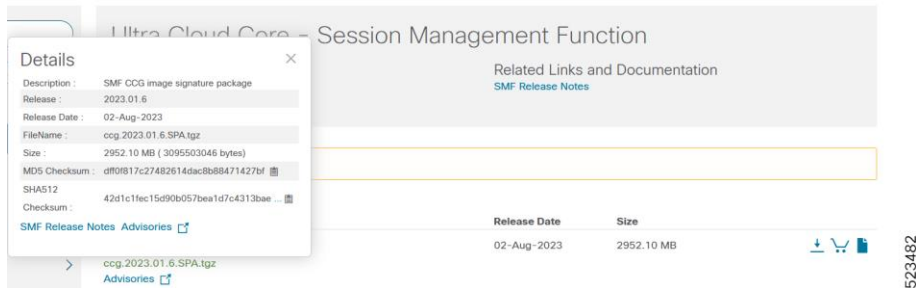 Ultra Cloud Core - Session Management Function
Details
Description : SMF CCG image signature package
Release : 2023.01.6
Release Date : 02-Aug-2023
FileName : ccg.2023.01.6.SPA.tgz
Size : 2952.10 MB ( 3095503046 bytes)
MD5 Checksum : dff0f817c27482614dac8b88471427bf
SHA512
Checksum : 42d1c1fec15d90b057bea1d7c4313bae ...
SMF Release Notes Advisories
Related Links and Documentation
SMF Release Notes
Release Date Size
02-Aug-2023 2952.10 MB
ccg.2023.01.6.SPA.tgz
Advisories
523482